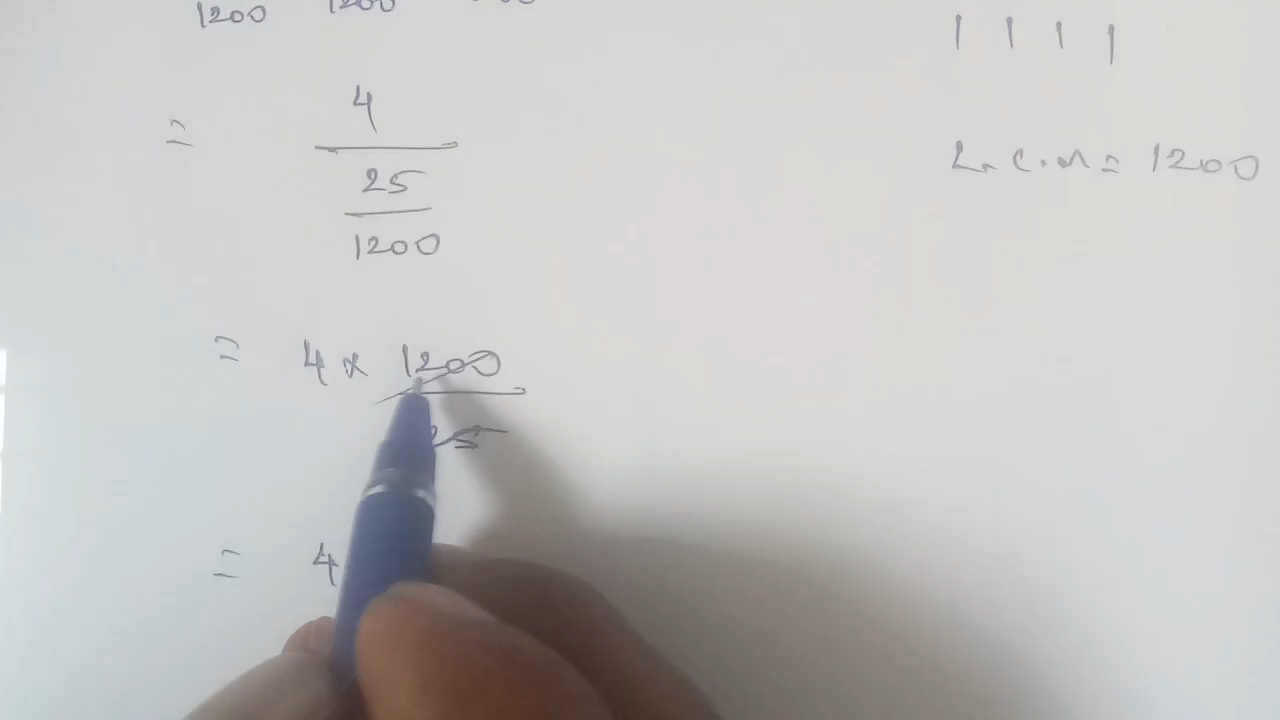 1200 1200
1 1 1 1
= 4
25
1200
L.C.M = 1200
= 4 x 1200
25
= 4